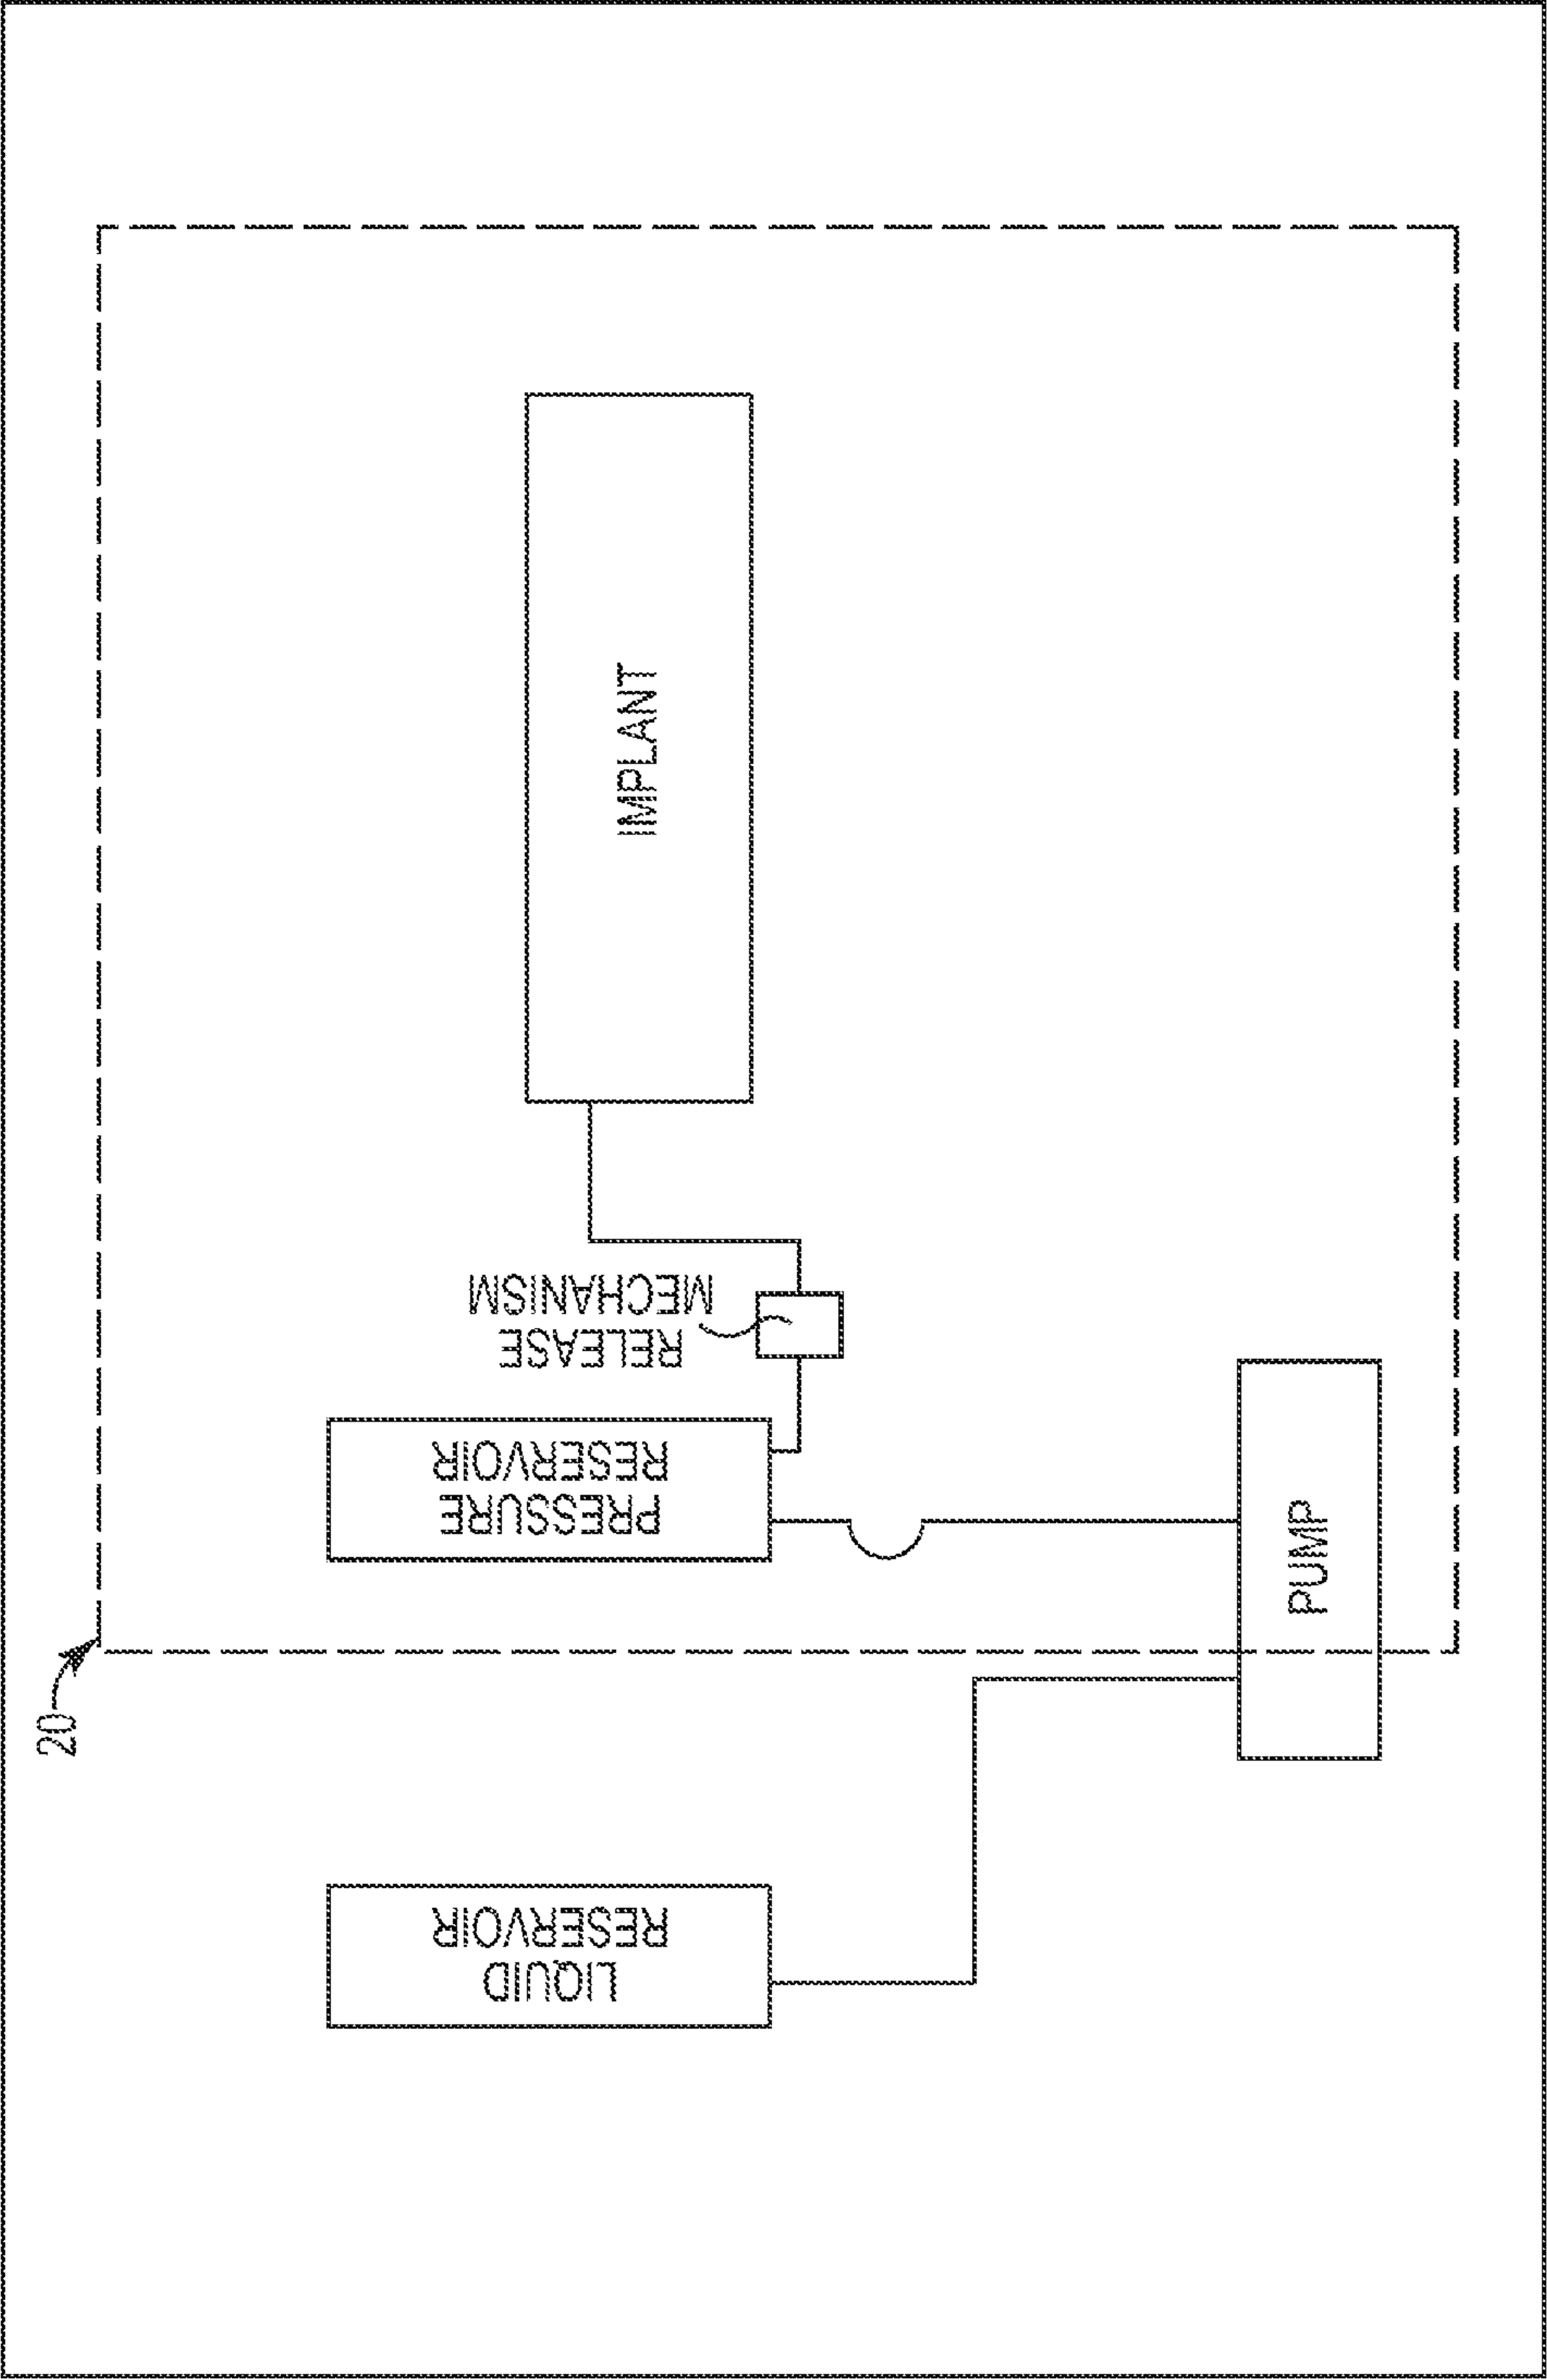 20
LIQUID
RESERVOIR
PRESSURE
RESERVOIR
RELEASE
MECHANISM
IMPLANT
PUMP